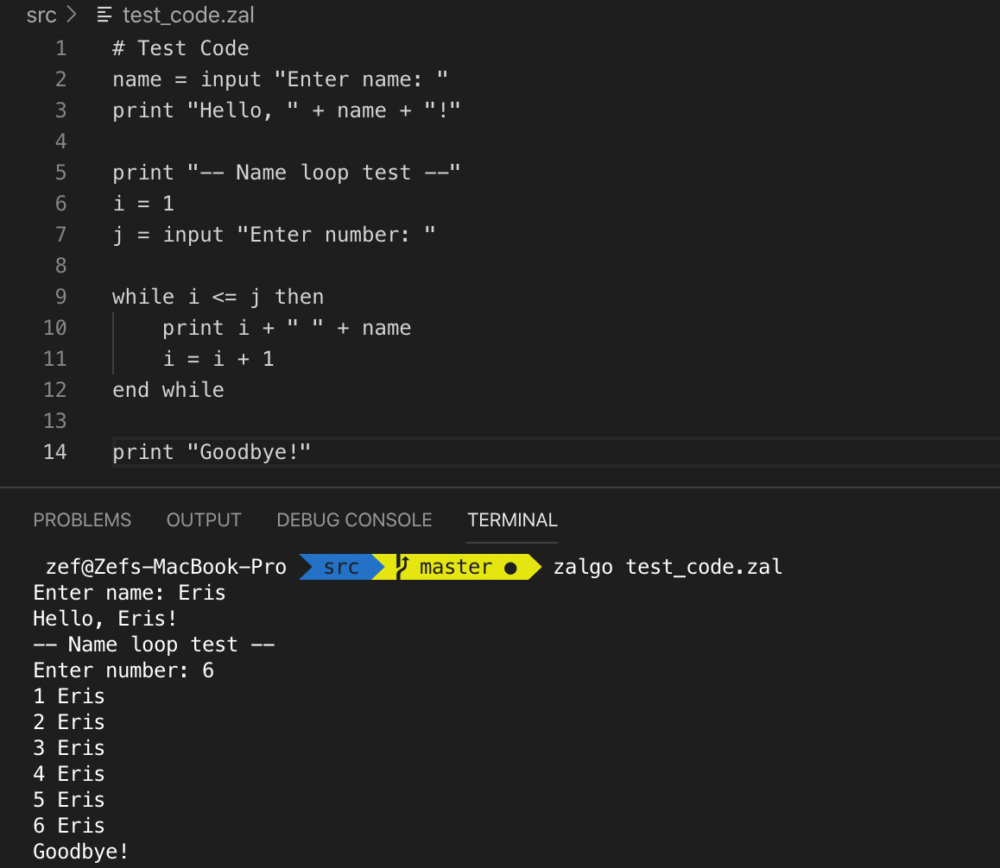 src > test_code.zal
1 # Test Code
2 name = input "Enter name: "
3 print "Hello, " + name + "!"
4
5 print "-- Name loop test --"
6 i = 1
7 j = input "Enter number: "
8
9 while i <= j then
10     print i + " " + name
11     i = i + 1
12 end while
13
14 print "Goodbye!"
PROBLEMS OUTPUT DEBUG CONSOLE TERMINAL
zef@Zefs-MacBook-Pro src master ● zalgo test_code.zal
Enter name: Eris
Hello, Eris!
-- Name loop test --
Enter number: 6
1 Eris
2 Eris
3 Eris
4 Eris
5 Eris
6 Eris
Goodbye!